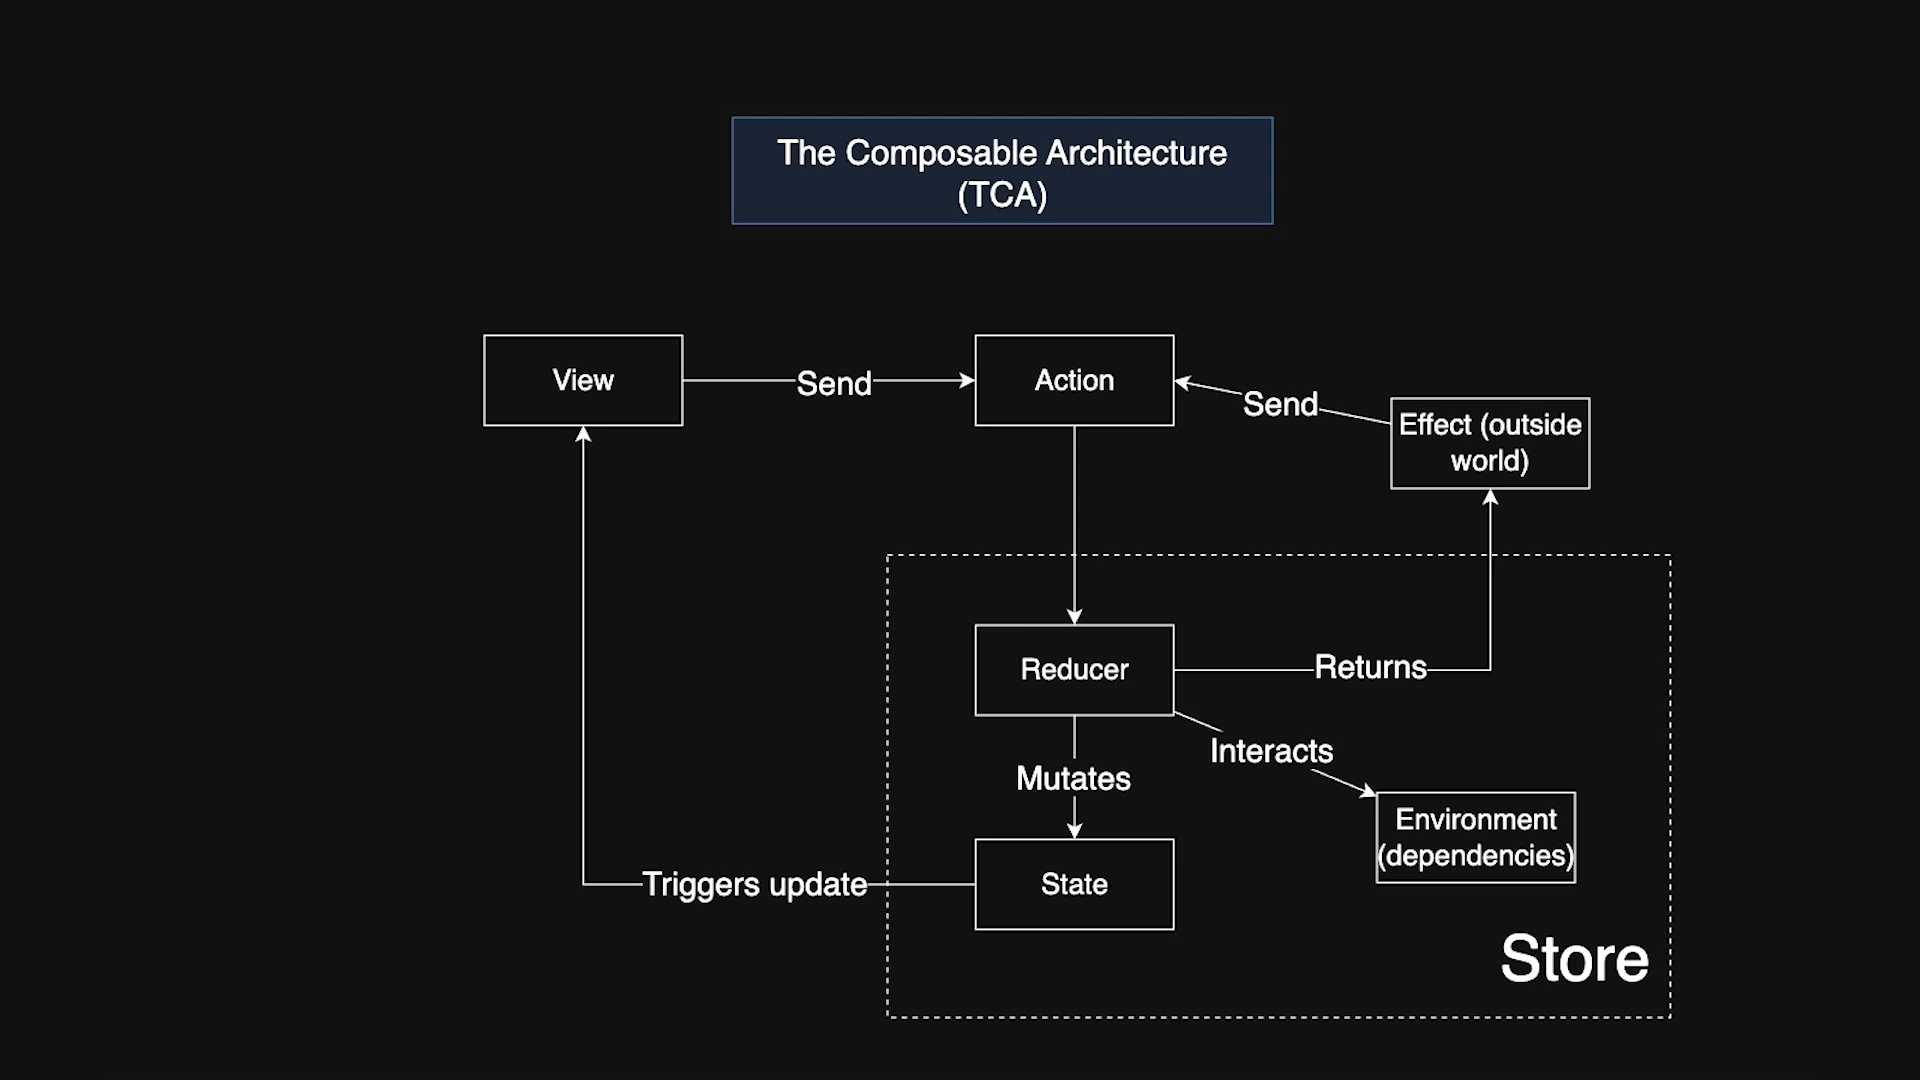 The Composable Architecture
(TCA)
View
Send
Action
Send
Effect (outside
world)
Reducer
Returns
Interacts
Mutates
Environment
(dependencies)
Triggers update
State
Store